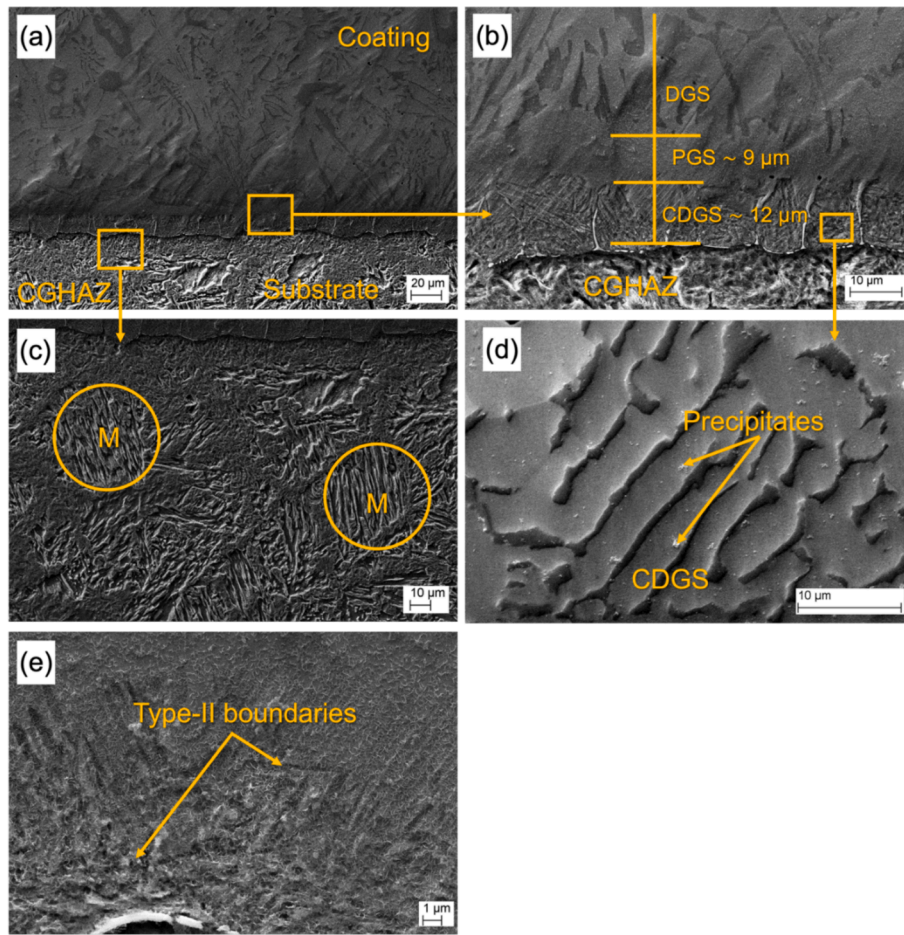 (a)
Coating
CGHAZ
Substrate
20 µm
(b)
DGS
PGS ~ 9 µm
CDGS ~ 12 µm
CGHAZ
10 µm
(c)
M
M
10 µm
(d)
Precipitates
CDGS
10 µm
(e)
Type-II boundaries
1 µm